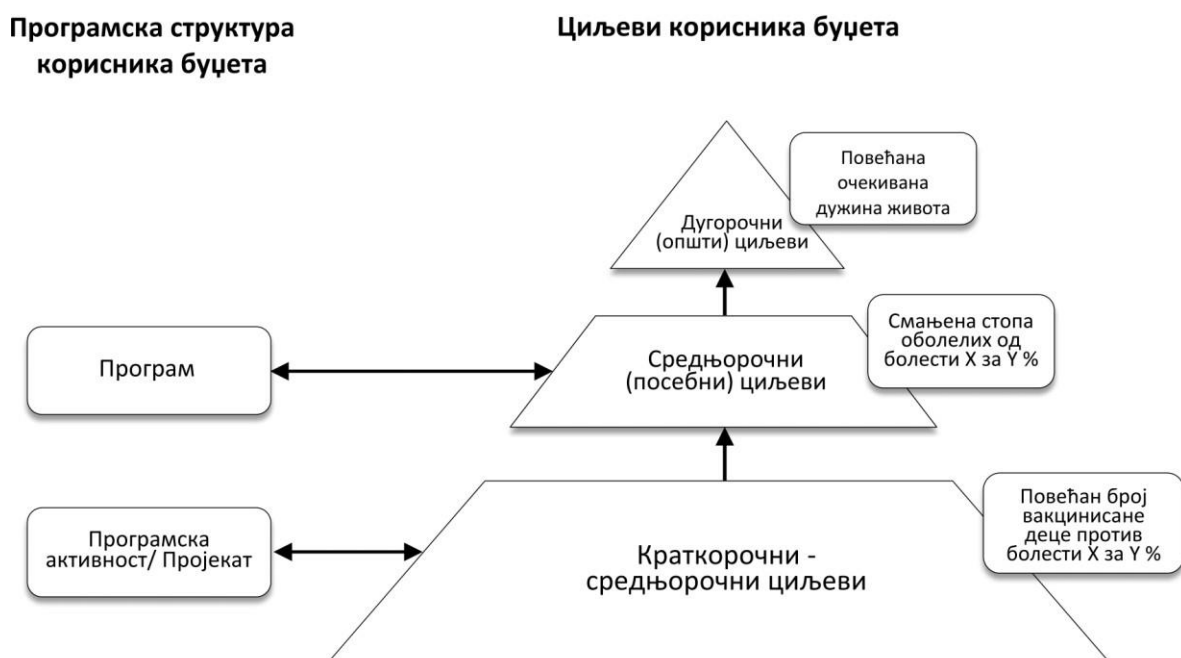 Програмска структура
корисника буџета
Циљеви корисника буџета
Повећана
очекивана
дужина живота
Дугорочни
(општи) циљеви
Смањена стопа
оболелих од
болести X за Y %
Програм
Средњорочни
(посебни) циљеви
Повећан број
вакцинисане
деце против
болести X за Y %
Програмска
активност/ Пројекат
Краткорочни -
средњорочни циљеви